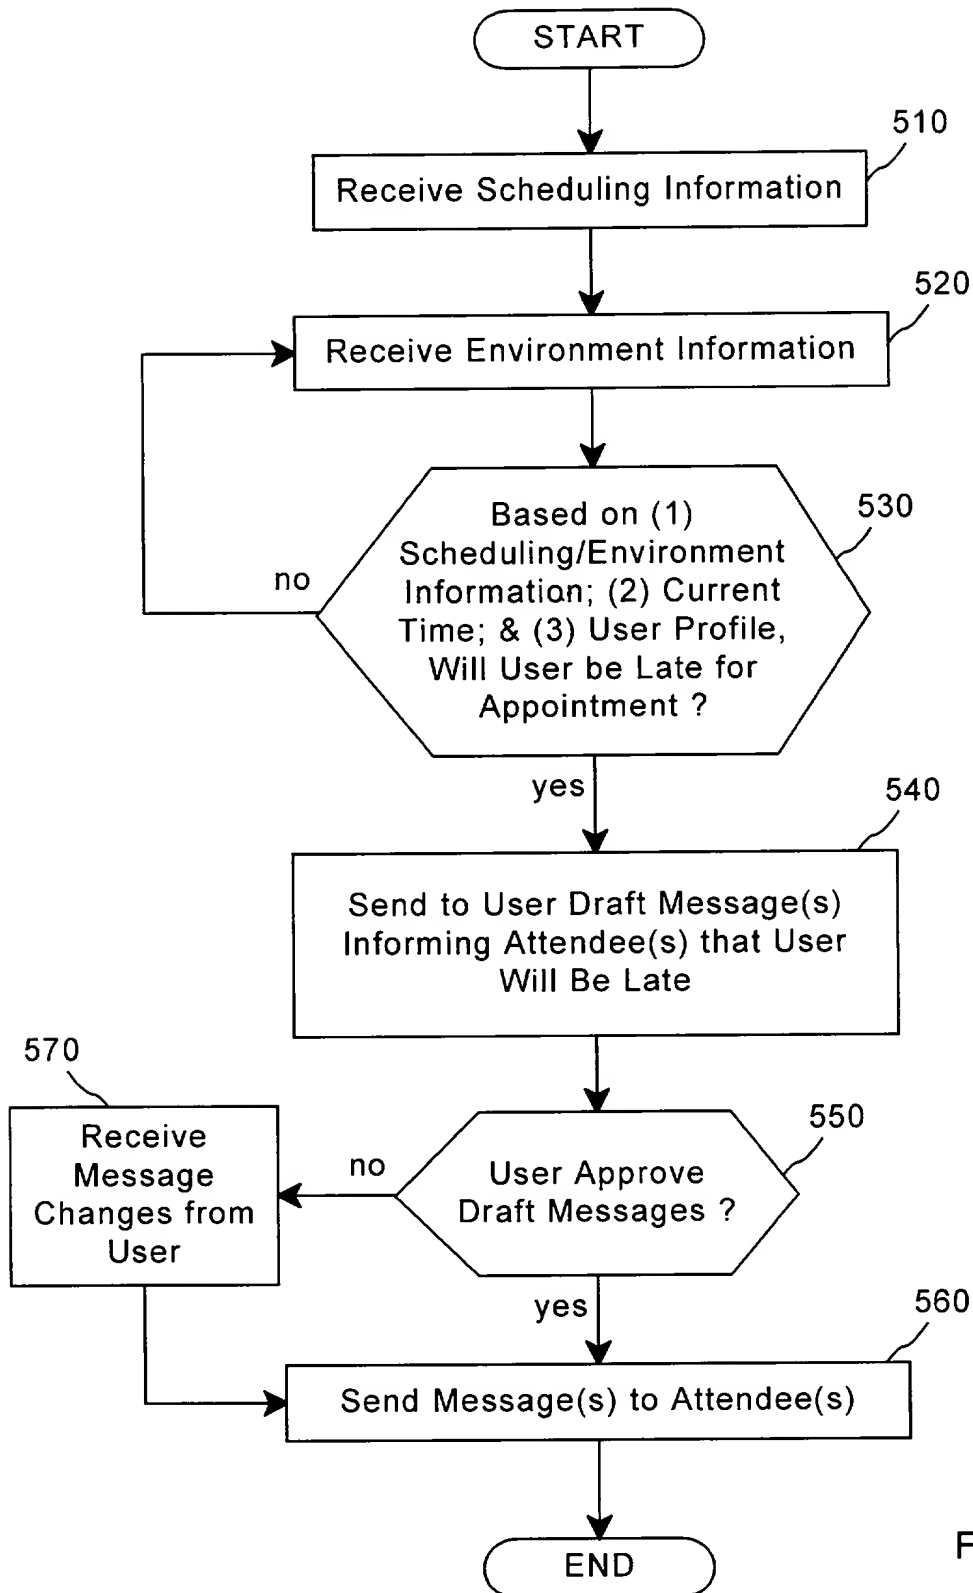 START
510
Receive Scheduling Information
520
Receive Environment Information
530
Based on (1)
Scheduling/Environment
Information; (2) Current
Time; & (3) User Profile,
Will User be Late for
Appointment ?
no
yes
540
Send to User Draft Message(s)
Informing Attendee(s) that User
Will Be Late
570
Receive
Message
Changes from
User
no
550
User Approve
Draft Messages ?
yes
560
Send Message(s) to Attendee(s)
END
F